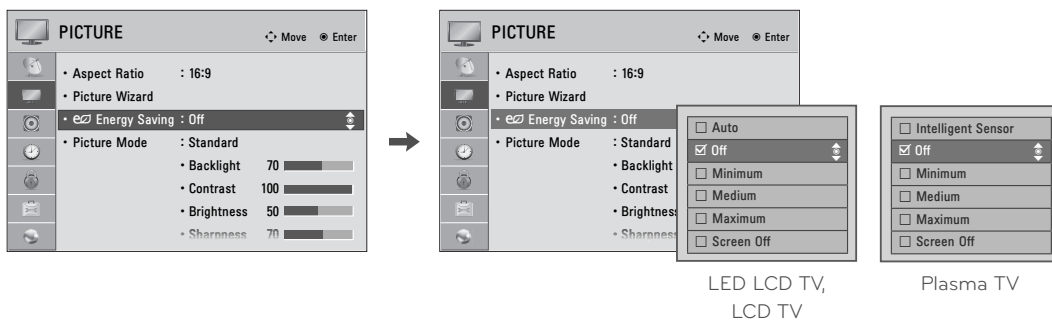 PICTURE
Move
Enter
• Aspect Ratio : 16:9
• Picture Wizard
• Energy Saving : Off
• Picture Mode : Standard
• Backlight 70
• Contrast 100
• Brightness 50
• Sharpness 70
PICTURE
Move
Enter
• Aspect Ratio : 16:9
• Picture Wizard
• Energy Saving : Off
• Picture Mode : Standard
• Backlight
• Contrast
• Brightness
• Sharpness
Auto
Off
Minimum
Medium
Maximum
Screen Off
LED LCD TV,
LCD TV
Intelligent Sensor
Off
Minimum
Medium
Maximum
Screen Off
Plasma TV